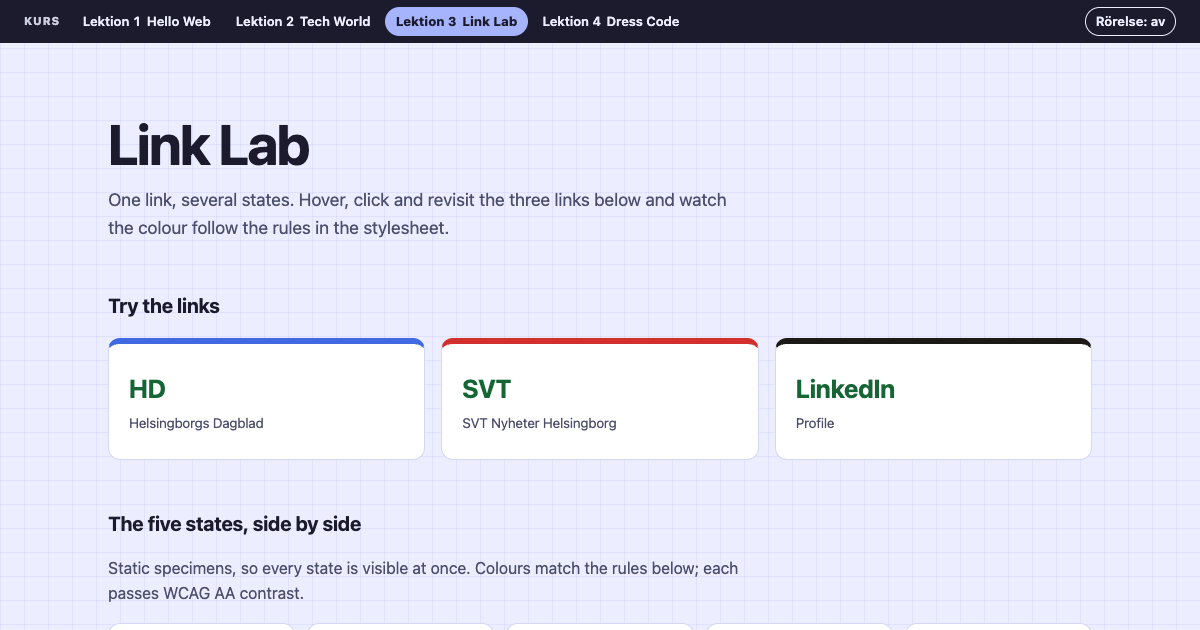 KURS Lektion 1 Hello Web Lektion 2 Tech World Lektion 3 Link Lab Lektion 4 Dress Code Rörelse: av
Link Lab
One link, several states. Hover, click and revisit the three links below and watch
the colour follow the rules in the stylesheet.
Try the links
HD
Helsingborgs Dagblad
SVT
SVT Nyheter Helsingborg
LinkedIn
Profile
The five states, side by side
Static specimens, so every state is visible at once. Colours match the rules below; each
passes WCAG AA contrast.